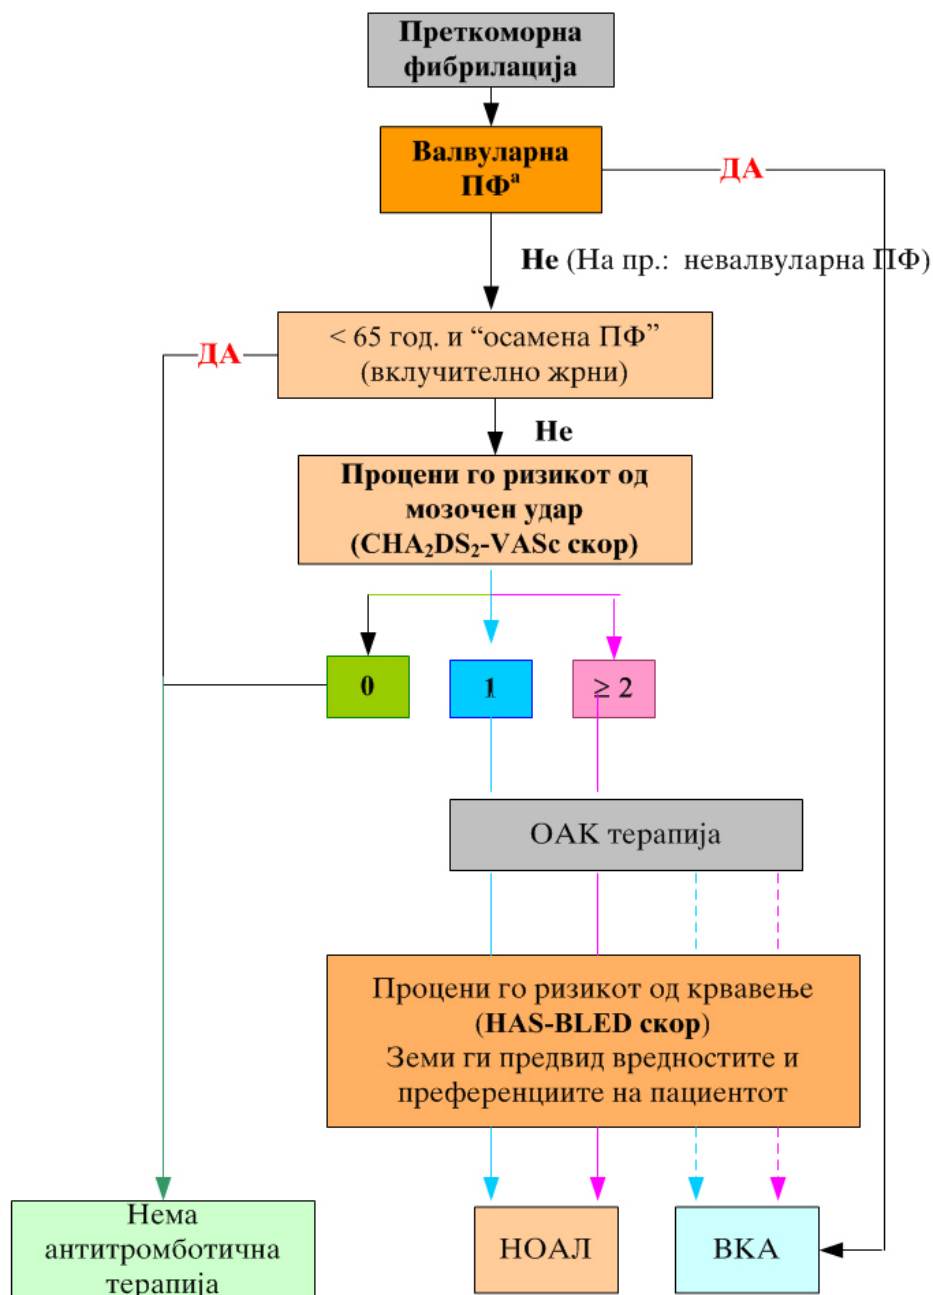 Преткоморна
фибрилација
Валвуларна
ПФª
ДА
Не (На пр.: невалвуларна ПФ)
< 65 год. и “осамена ПФ”
(вклучително жрни)
ДА
Не
Процени го ризикот од
мозочен удар
(CHA₂DS₂-VASc скор)
0
1
≥ 2
ОАК терапија
Процени го ризикот од крвавење
(HAS-BLED скор)
Земи ги предвид вредностите и
преференциите на пациентот
Нема
антитромботична
терапија
НОАЛ
ВКА